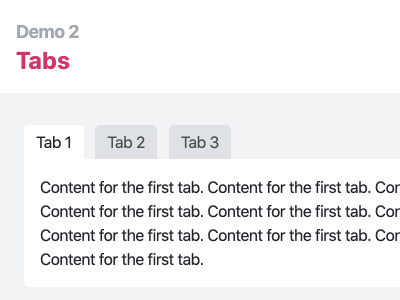 Demo 2
Tabs
Tab 1 Tab 2 Tab 3
Content for the first tab. Content for the first tab. Con
Content for the first tab. Content for the first tab. Con
Content for the first tab. Content for the first tab. Con
Content for the first tab.